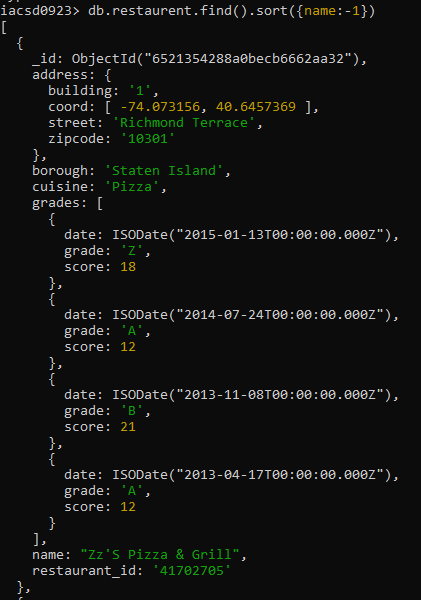 iacsd0923> db.restaurent.find().sort({name:-1})
[
  {
    _id: ObjectId("6521354288a0becb6662aa32"),
    address: {
      building: '1',
      coord: [ -74.073156, 40.6457369 ],
      street: 'Richmond Terrace',
      zipcode: '10301'
    },
    borough: 'Staten Island',
    cuisine: 'Pizza',
    grades: [
      {
        date: ISODate("2015-01-13T00:00:00.000Z"),
        grade: 'Z',
        score: 18
      },
      {
        date: ISODate("2014-07-24T00:00:00.000Z"),
        grade: 'A',
        score: 12
      },
      {
        date: ISODate("2013-11-08T00:00:00.000Z"),
        grade: 'B',
        score: 21
      },
      {
        date: ISODate("2013-04-17T00:00:00.000Z"),
        grade: 'A',
        score: 12
      }
    ],
    name: "Zz'S Pizza & Grill",
    restaurant_id: '41702705'
  },